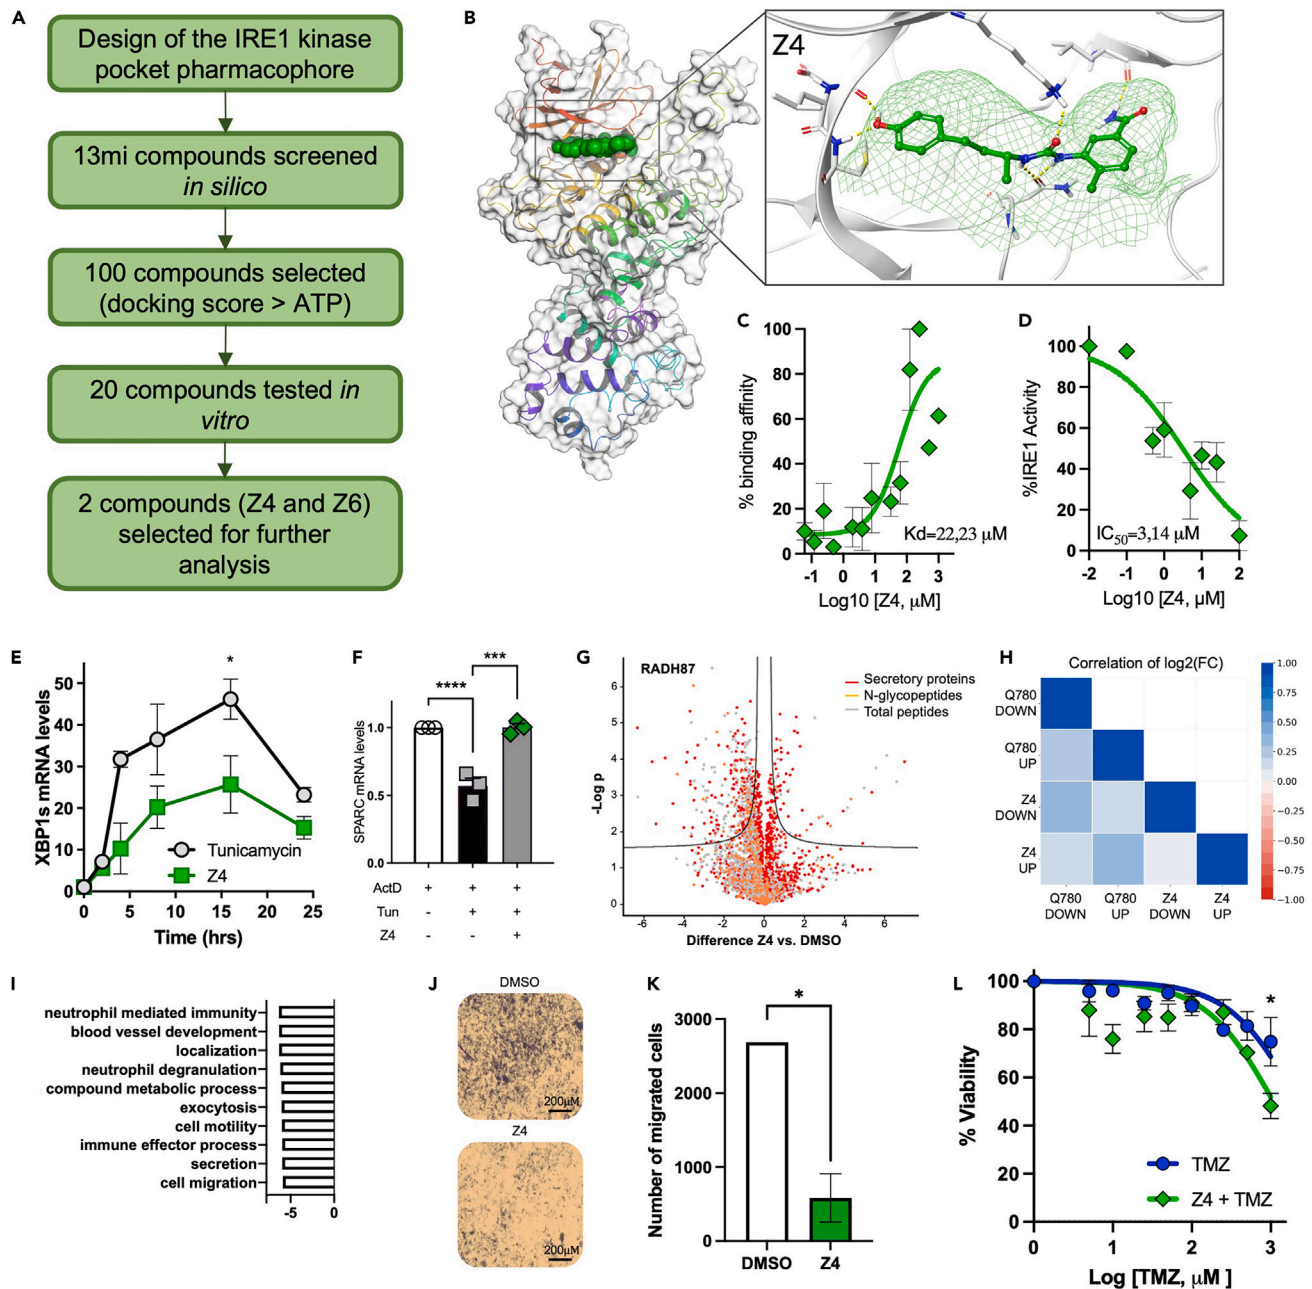 A
Design of the IRE1 kinase
pocket pharmacophore
13mi compounds screened
in silico
100 compounds selected
(docking score > ATP)
20 compounds tested in
vitro
2 compounds (Z4 and Z6)
selected for further
analysis
B
Z4
C
% binding affinity
100
80
60
40
20
0
-1 0 1 2 3
Kd=22,23 μM
Log10 [Z4, μM]
D
%IRE1 Activity
100
80
60
40
20
0
-2 -1 0 1 2
IC50=3,14 μM
Log10 [Z4, μM]
E
XBP1s mRNA levels
50
40
30
20
10
0
*
Tunicamycin
Z4
0 5 10 15 20 25
Time (hrs)
F
SPARC mRNA levels
****
***
1.0
0.5
0.0
ActD + + +
Tun - + +
Z4 - - +
G
RADH87
Secretory proteins
N-glycopeptides
Total peptides
-Log p
6
5
4
3
2
1
0
-6 -4 -2 0 2 4 6
Difference Z4 vs. DMSO
H
Correlation of log2(FC)
Q780
DOWN
Q780
UP
Z4
DOWN
Z4
UP
Q780 Q780 Z4 Z4
DOWN UP DOWN UP
1.00
0.75
0.50
0.25
0.00
−0.25
−0.50
−0.75
−1.00
I
neutrophil mediated immunity
blood vessel development
localization
neutrophil degranulation
compound metabolic process
exocytosis
cell motility
immune effector process
secretion
cell migration
-5 0
J
DMSO
200μM
Z4
200μM
K
Number of migrated cells
*
3000
2000
1000
0
DMSO Z4
L
% Viability
100
80
60
40
20
0
*
TMZ
Z4 + TMZ
0 1 2 3
Log [TMZ, μM ]